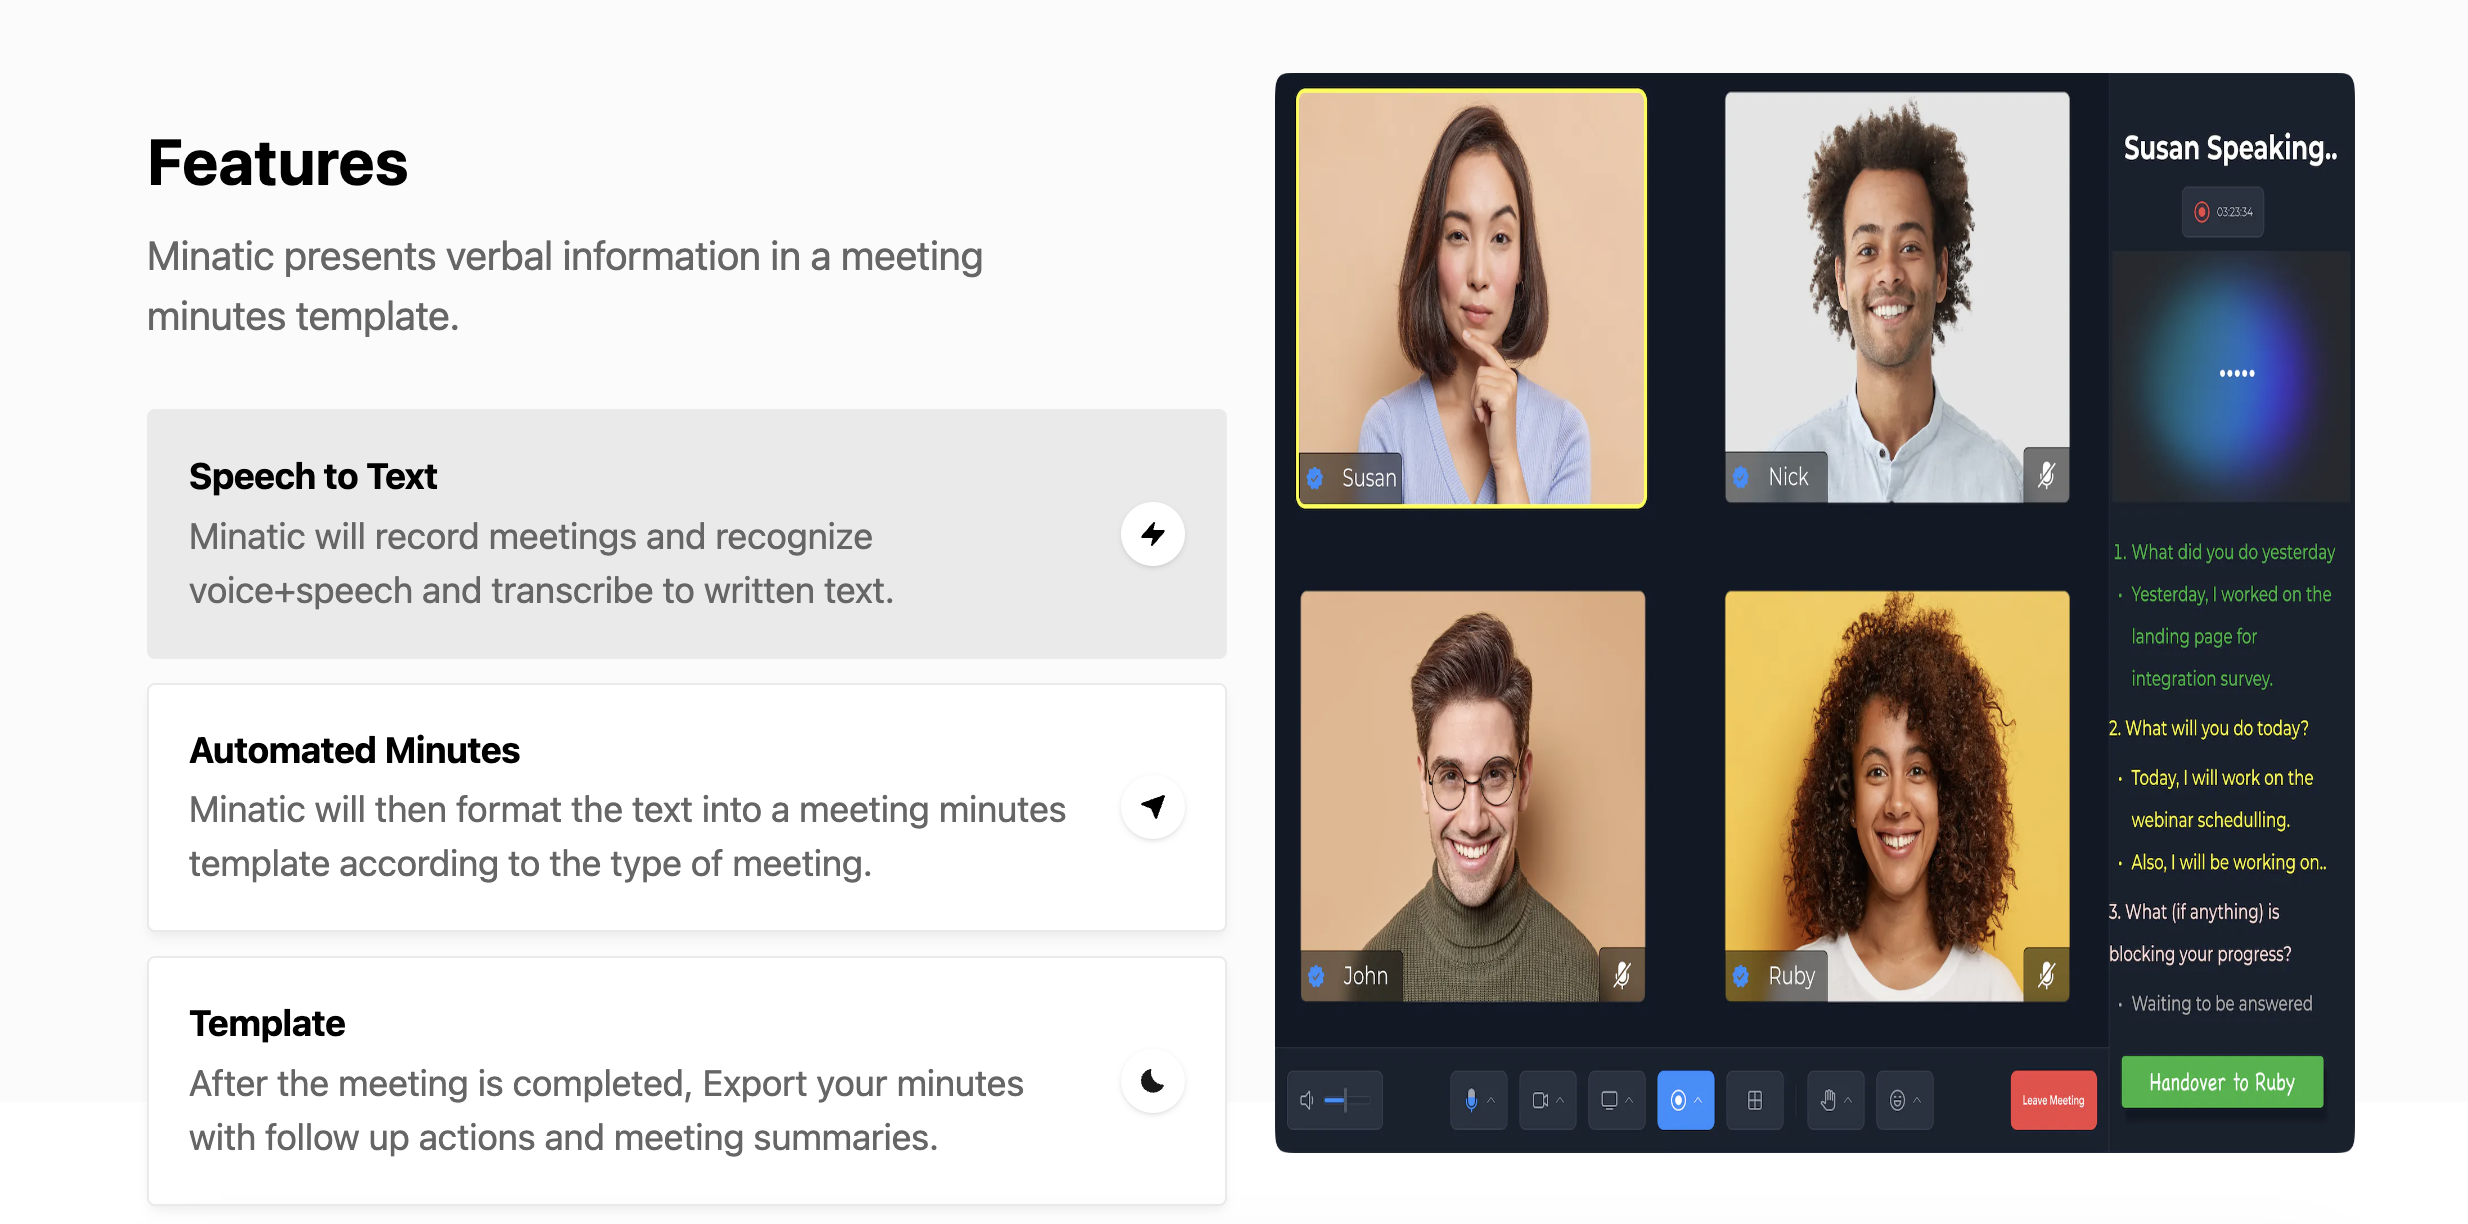 Features
Minatic presents verbal information in a meeting
minutes template.
Speech to Text
Minatic will record meetings and recognize
voice+speech and transcribe to written text.
Automated Minutes
Minatic will then format the text into a meeting minutes
template according to the type of meeting.
Template
After the meeting is completed, Export your minutes
with follow up actions and meeting summaries.
Susan
Nick
John
Ruby
Leave Meeting
Susan Speaking..
03:23:34
1. What did you do yesterday
• Yesterday, I worked on the
landing page for
integration survey.
2. What will you do today?
• Today, I will work on the
webinar schedulling.
• Also, I will be working on..
3. What (if anything) is
blocking your progress?
• Waiting to be answered
Handover to Ruby